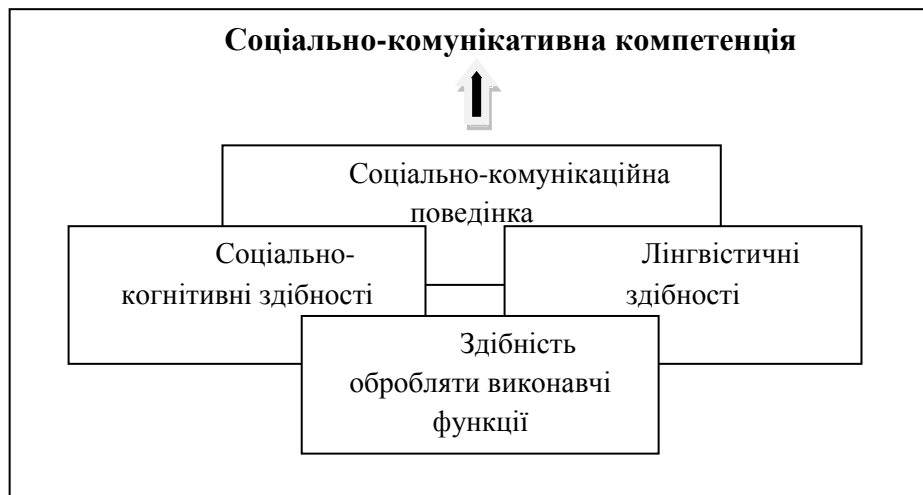 Соціально-комунікативна компетенція
Соціально-комунікаційна
поведінка
Соціально-
когнітивні здібності
Лінгвістичні
здібності
Здібність
обробляти виконавчі
функції